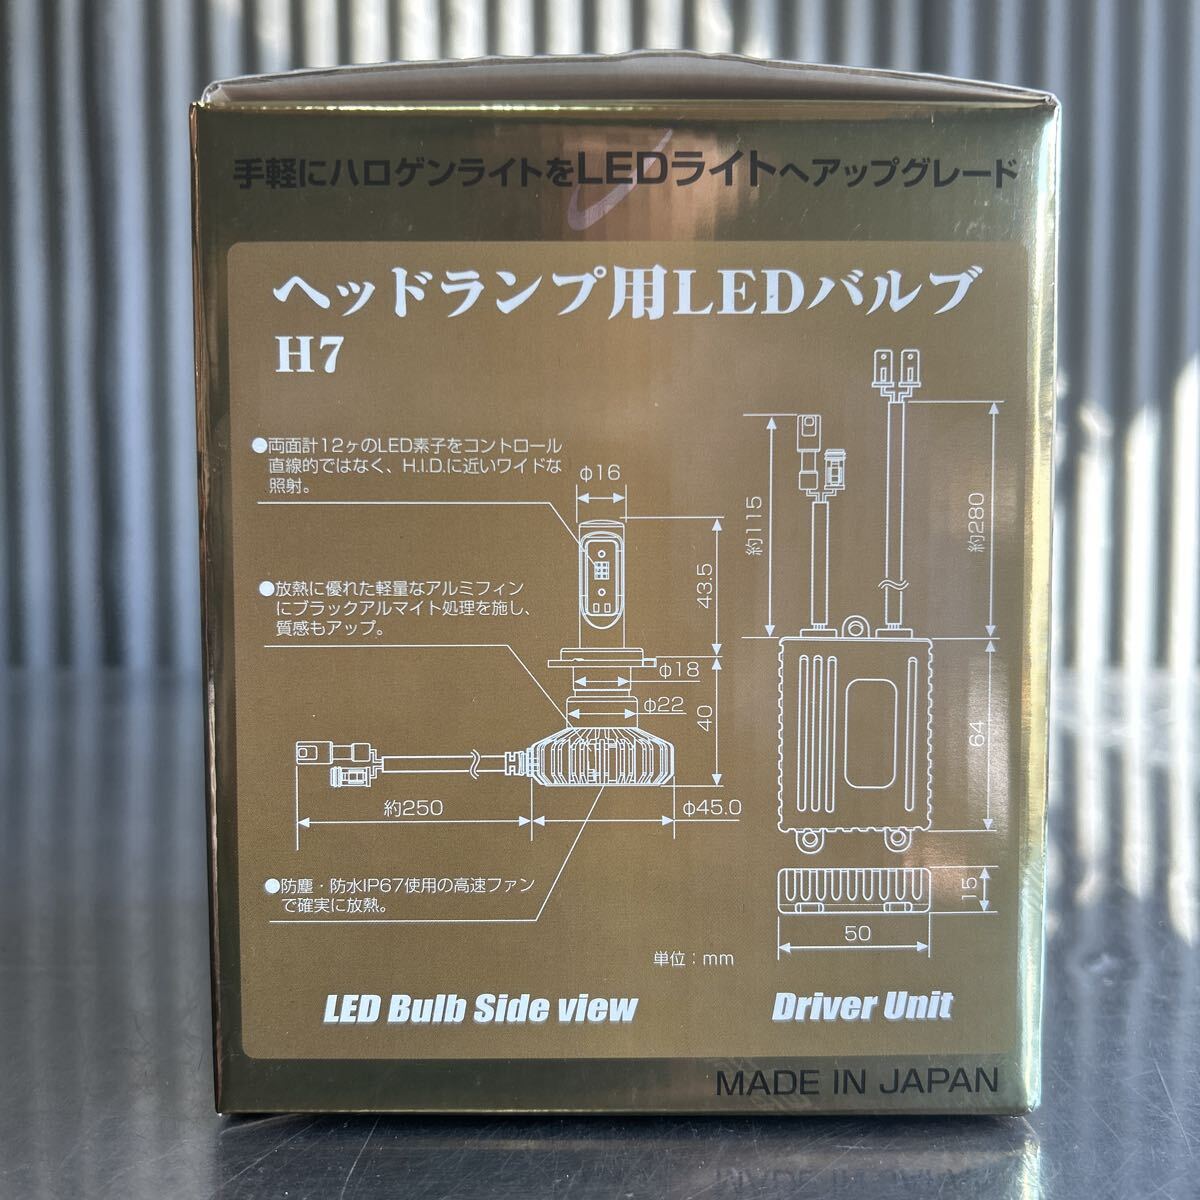 手軽にハロゲンライトをLEDライトへアップグレード
ヘッドランプ用LEDバルブ
H7
●両面計12ヶのLED素子をコントロール
直線的ではなく、H.I.D.に近いワイドな
照射。
φ16
約115
約280
●放熱に優れた軽量なアルミフィン
にブラックアルマイト処理を施し、
質感もアップ。
43.5
φ18
φ22
40
64
約250
φ45.0
●防塵・防水IP67使用の高速ファン
で確実に放熱。
15
50
単位：mm
LED Bulb Side view
Driver Unit
MADE IN JAPAN